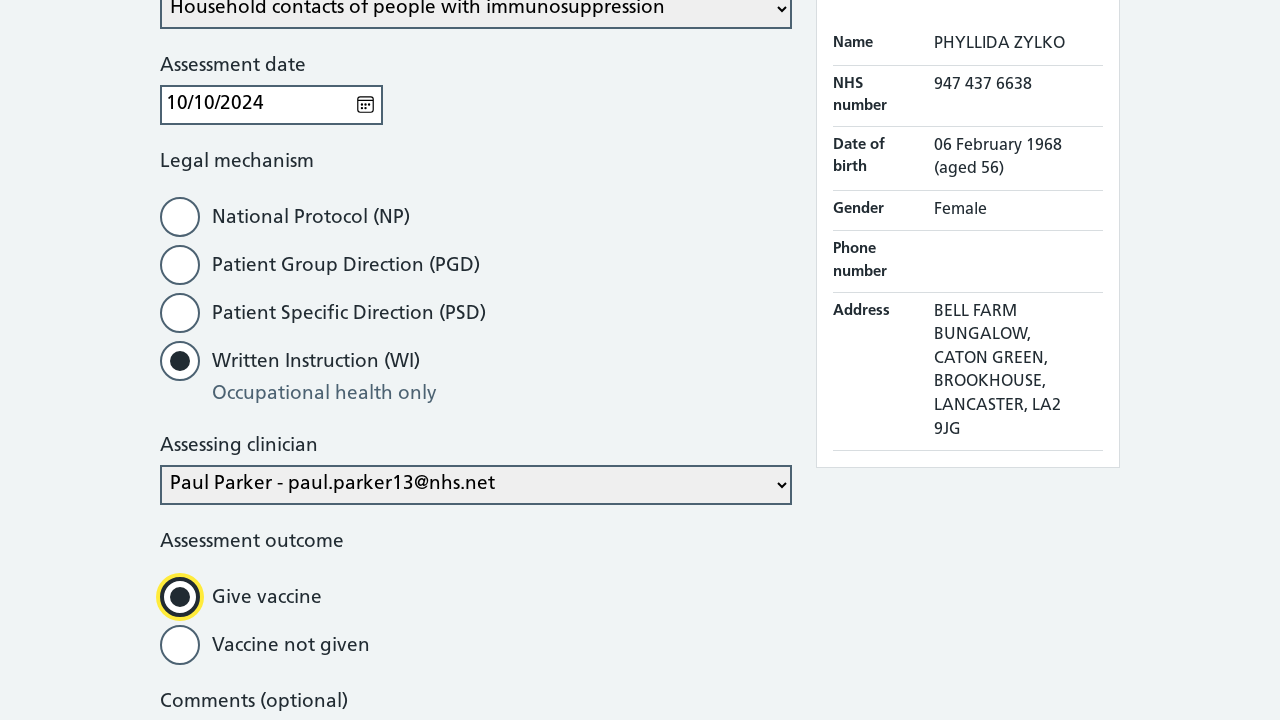 Household contacts of people with immunosuppression
Assessment date
10/10/2024
Legal mechanism
National Protocol (NP)
Patient Group Direction (PGD)
Patient Specific Direction (PSD)
Written Instruction (WI)
Occupational health only
Assessing clinician
Paul Parker - paul.parker13@nhs.net
Assessment outcome
Give vaccine
Vaccine not given
Comments (optional)
Name PHYLLIDA ZYLKO
NHS number 947 437 6638
Date of birth 06 February 1968
(aged 56)
Gender Female
Phone number
Address BELL FARM
BUNGALOW,
CATON GREEN,
BROOKHOUSE,
LANCASTER, LA2
9JG